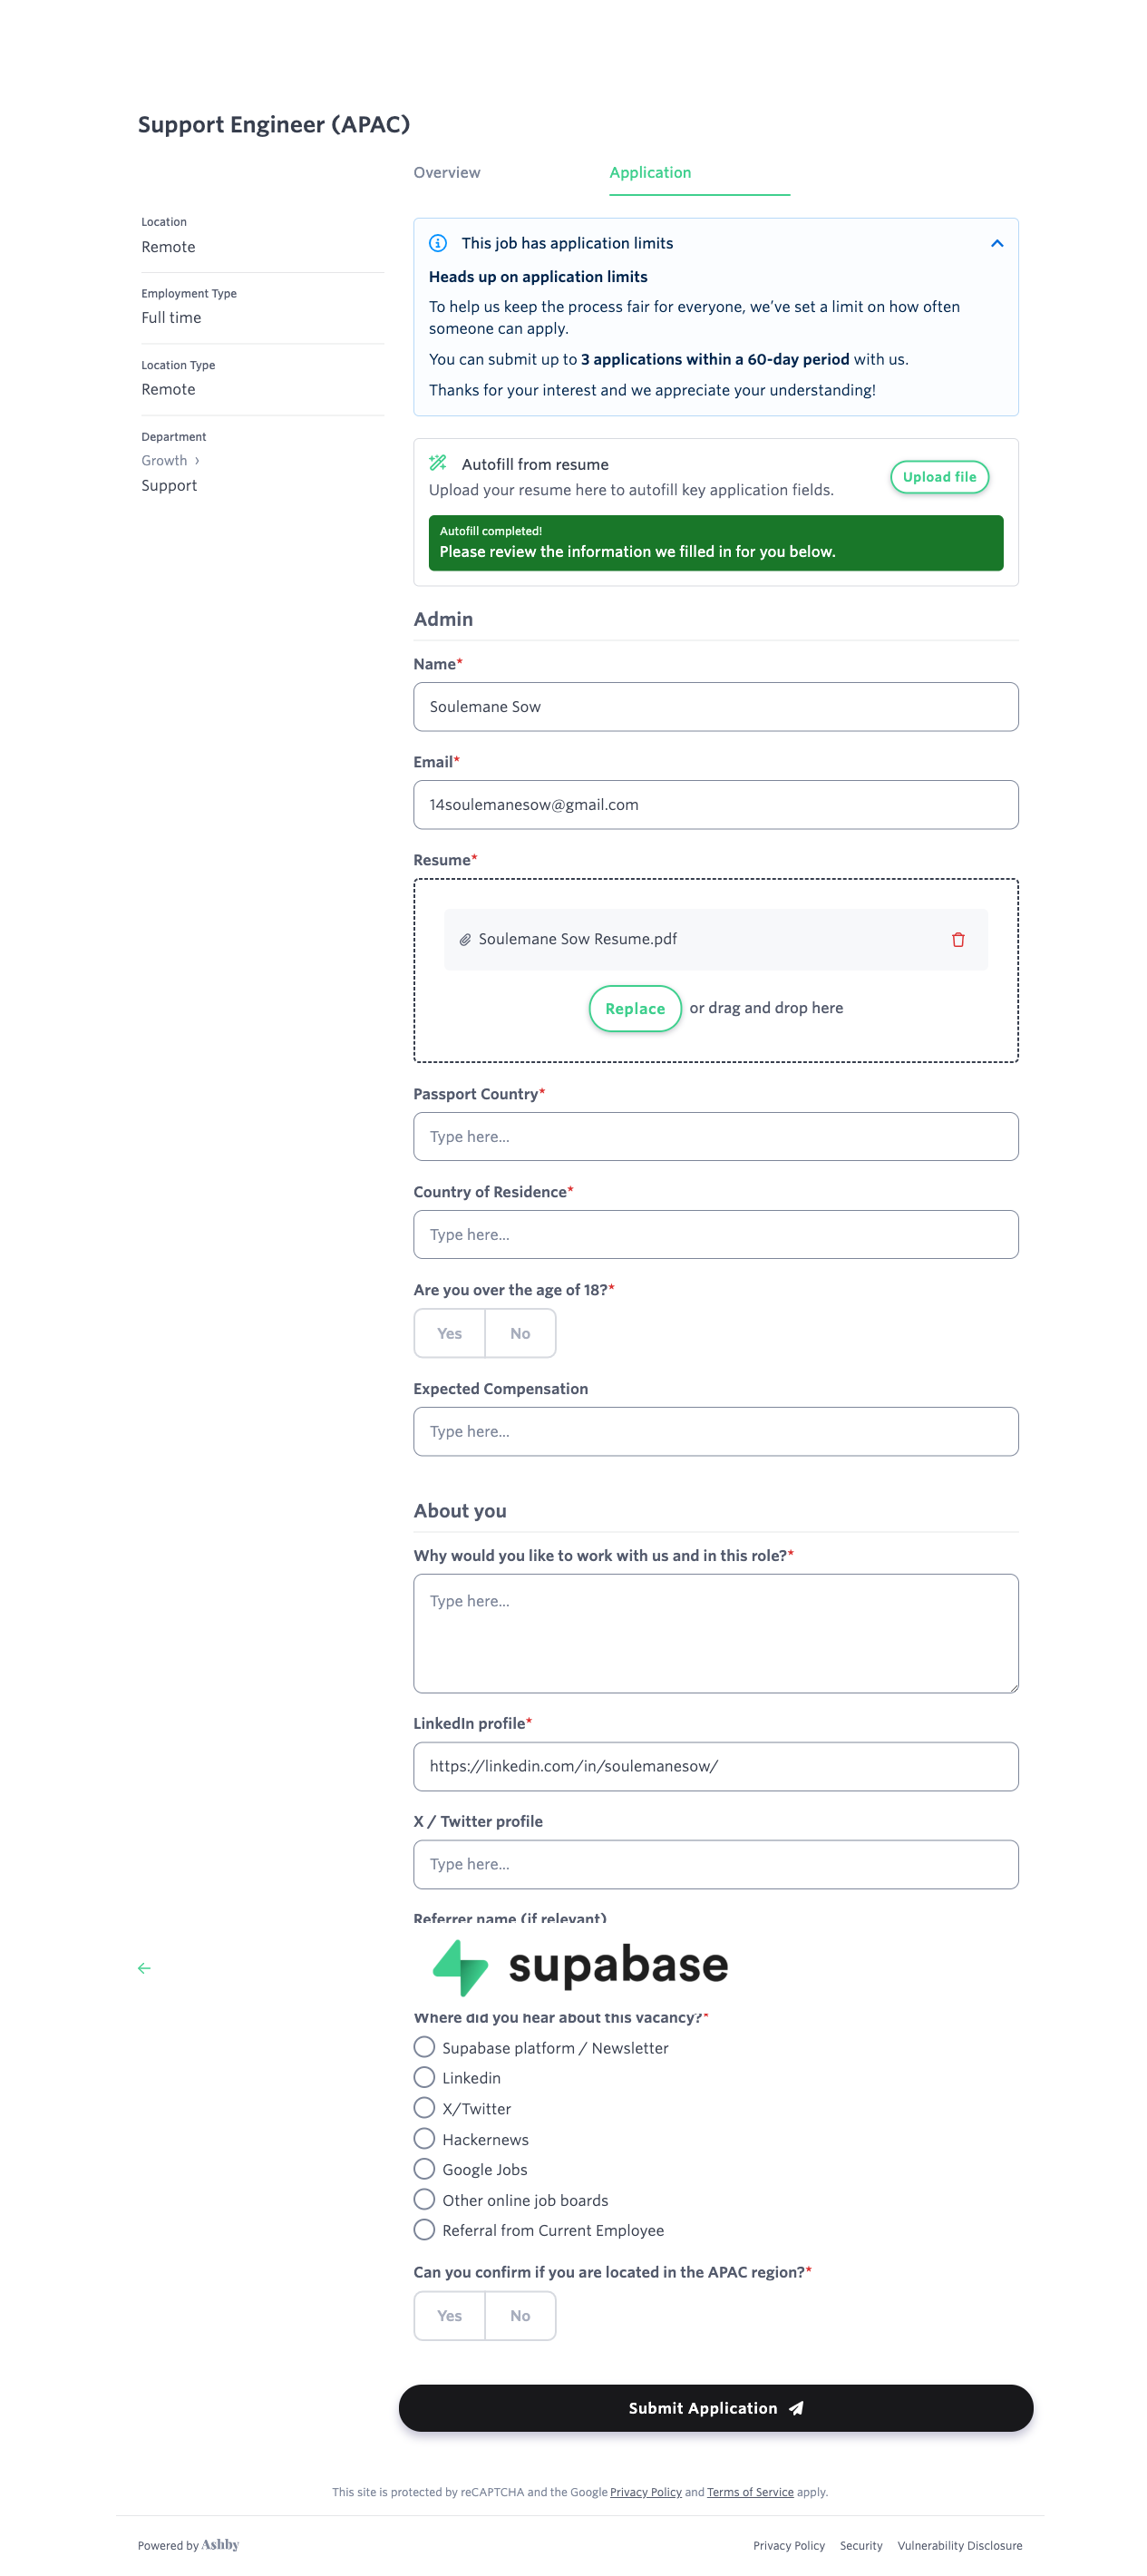 Support Engineer (APAC)
Overview
Application
Location
Remote
Employment Type
Full time
Location Type
Remote
Department
Growth ›
Support
This job has application limits
Heads up on application limits
To help us keep the process fair for everyone, we’ve set a limit on how often
someone can apply.
You can submit up to 3 applications within a 60-day period with us.
Thanks for your interest and we appreciate your understanding!
Autofill from resume
Upload your resume here to autofill key application fields.
Upload file
Autofill completed!
Please review the information we filled in for you below.
Admin
Name*
Soulemane Sow
Email*
14soulemanesow@gmail.com
Resume*
Soulemane Sow Resume.pdf
Replace or drag and drop here
Passport Country*
Type here...
Country of Residence*
Type here...
Are you over the age of 18?*
Yes No
Expected Compensation
Type here...
About you
Why would you like to work with us and in this role?*
Type here...
LinkedIn profile*
https://linkedin.com/in/soulemanesow/
X / Twitter profile
Type here...
Referrer name (if relevant)
supabase
Where did you hear about this vacancy?*
Supabase platform / Newsletter
Linkedin
X/Twitter
Hackernews
Google Jobs
Other online job boards
Referral from Current Employee
Can you confirm if you are located in the APAC region?*
Yes No
Submit Application
This site is protected by reCAPTCHA and the Google Privacy Policy and Terms of Service apply.
Powered by Ashby
Privacy Policy Security Vulnerability Disclosure